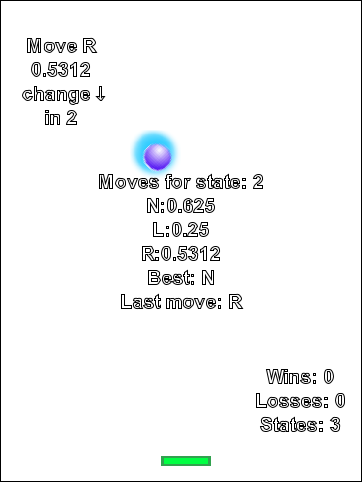 Move R
0.5312
change ↓
in 2
Moves for state: 2
N:0.625
L:0.25
R:0.5312
Best: N
Last move: R
Wins: 0
Losses: 0
States: 3